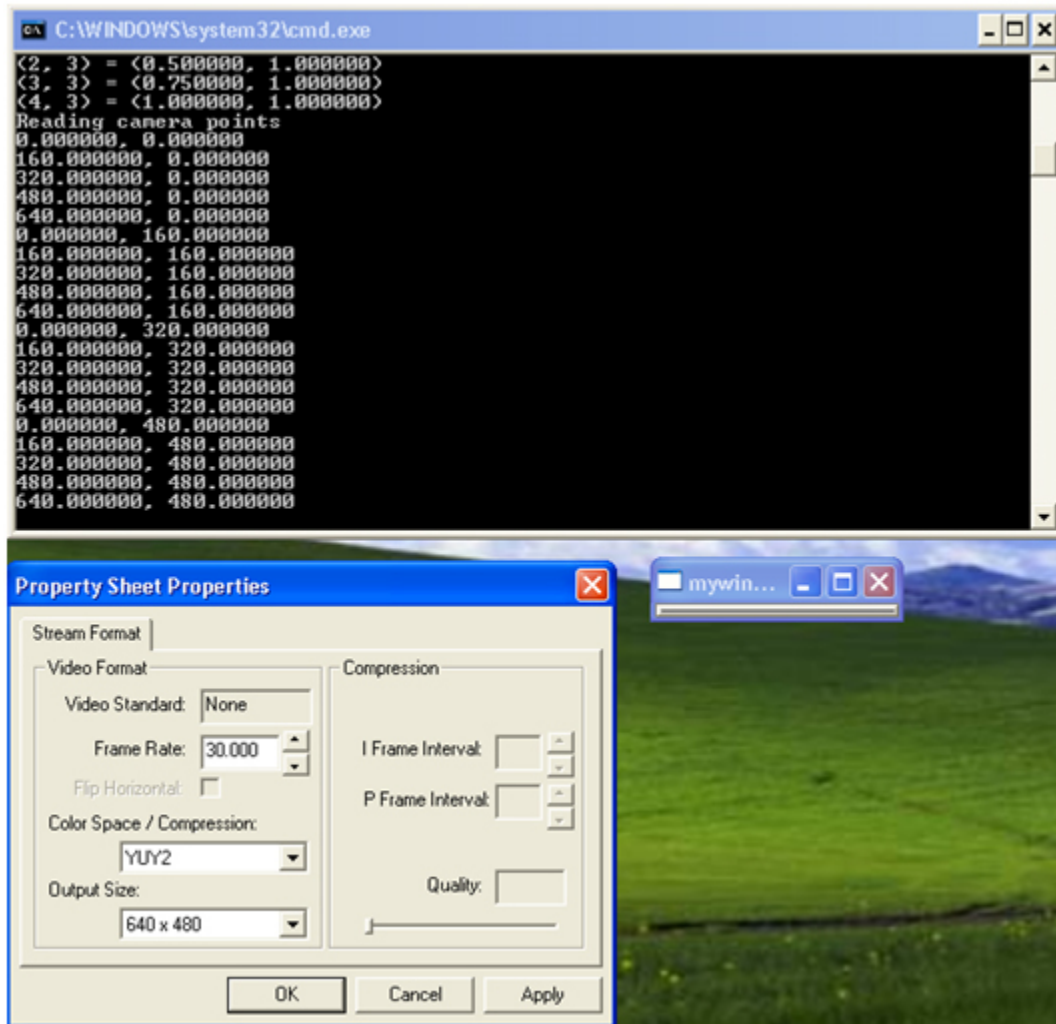 C:\WINDOWS\system32\cmd.exe
(2, 3) = (0.500000, 1.000000)
(3, 3) = (0.750000, 1.000000)
(4, 3) = (1.000000, 1.000000)
Reading camera points
0.000000, 0.000000
160.000000, 0.000000
320.000000, 0.000000
480.000000, 0.000000
640.000000, 0.000000
0.000000, 160.000000
160.000000, 160.000000
320.000000, 160.000000
480.000000, 160.000000
640.000000, 160.000000
0.000000, 320.000000
160.000000, 320.000000
320.000000, 320.000000
480.000000, 320.000000
640.000000, 320.000000
0.000000, 480.000000
160.000000, 480.000000
320.000000, 480.000000
480.000000, 480.000000
640.000000, 480.000000
Property Sheet Properties
mywin...
Stream Format
Video Format
Video Standard: None
Frame Rate: 30.000
Flip Horizontal:
Color Space / Compression:
YUY2
Output Size:
640 x 480
Compression
I Frame Interval:
P Frame Interval:
Quality:
OK Cancel Apply